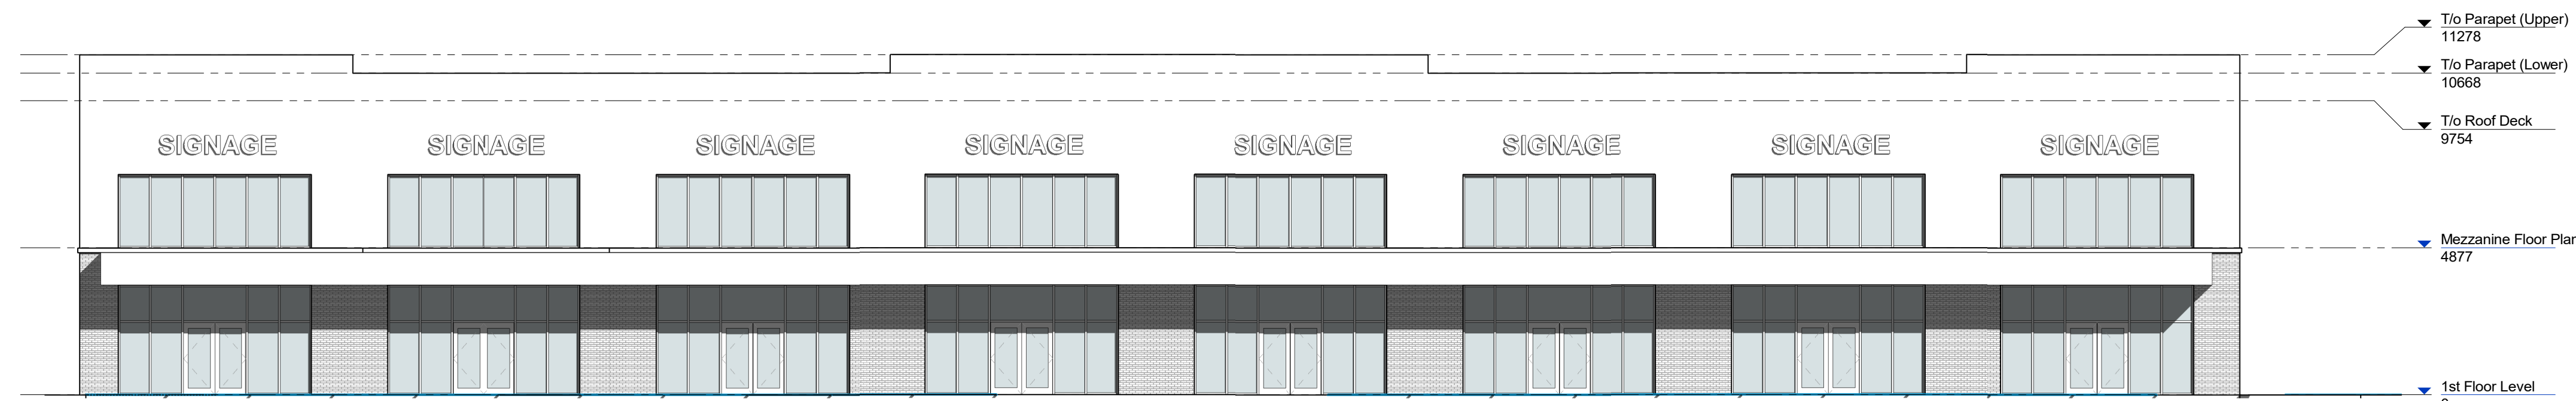 T/o Parapet (Upper)
11278
T/o Parapet (Lower)
10668
T/o Roof Deck
9754
SIGNAGE SIGNAGE SIGNAGE SIGNAGE SIGNAGE SIGNAGE SIGNAGE SIGNAGE
Mezzanine Floor Plan
4877
1st Floor Level